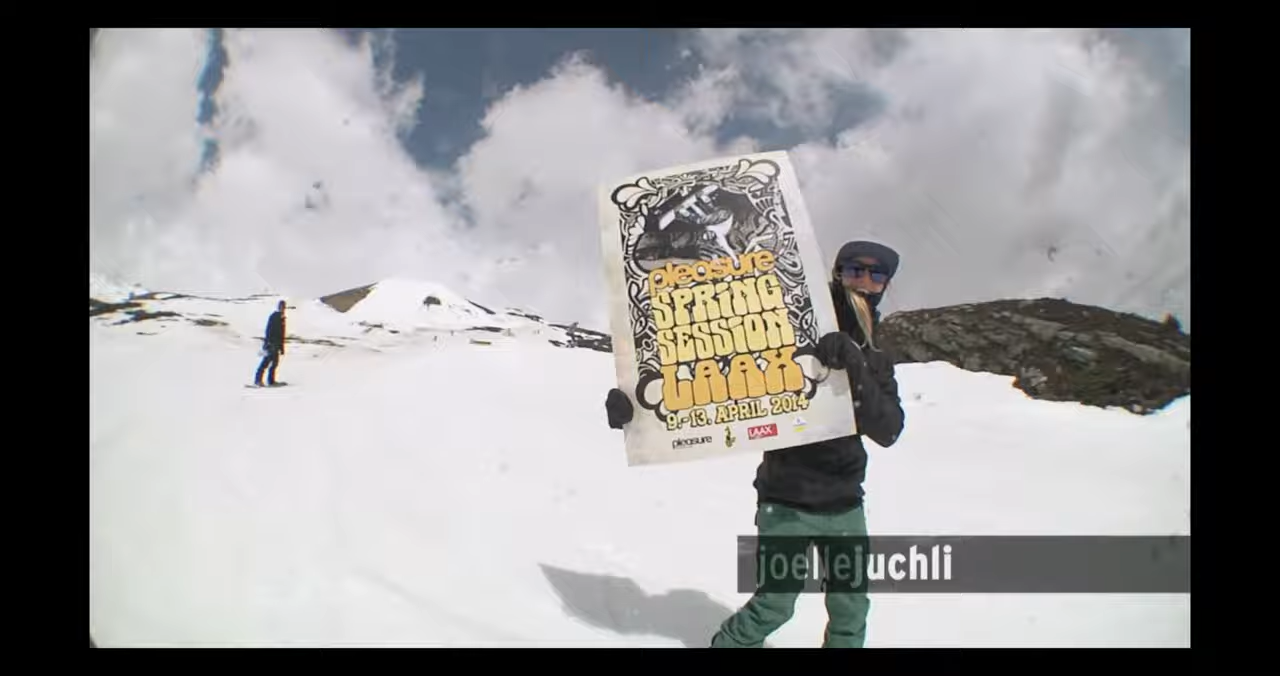 pleasure
SPRING
SESSION
LAAX
9.-13. APRIL 2014
pleasure
LAAX
joellejuchli